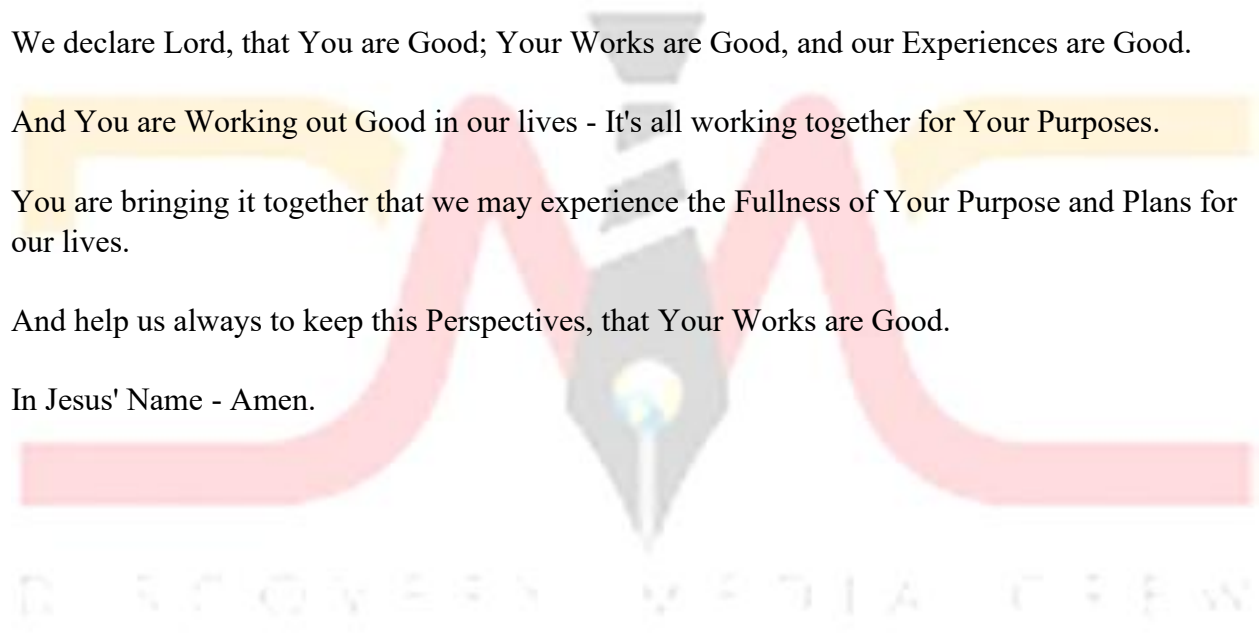 We declare Lord, that You are Good; Your Works are Good, and our Experiences are Good.
And You are Working out Good in our lives - It's all working together for Your Purposes.
You are bringing it together that we may experience the Fullness of Your Purpose and Plans for
our lives.
And help us always to keep this Perspectives, that Your Works are Good.
In Jesus' Name - Amen.
DISCOVERY MEDIA CREW